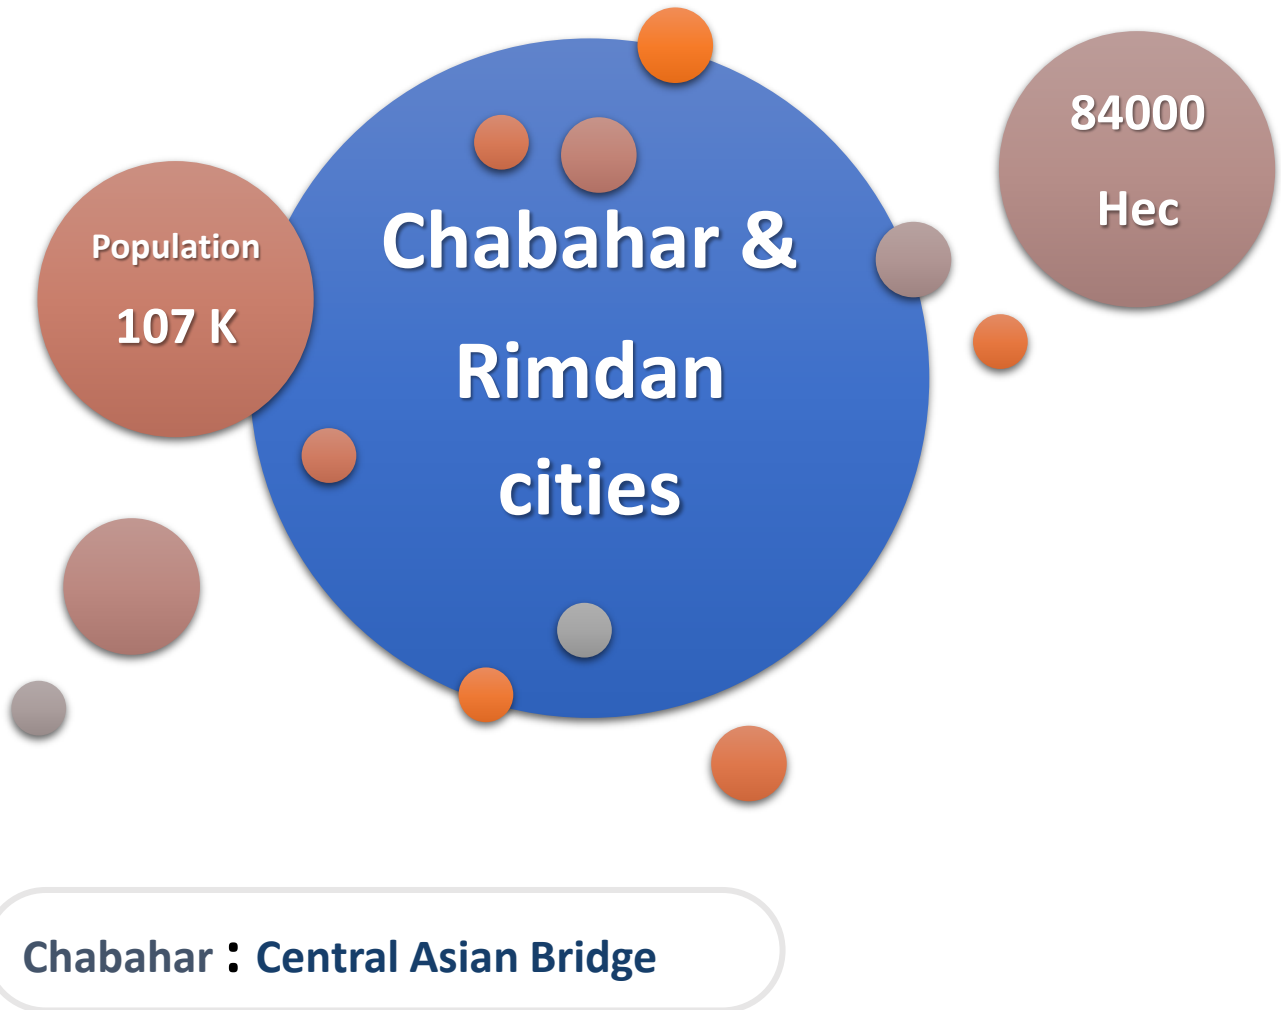 Chabahar &
Rimdan
cities
Population
107 K
84000
Hec
Chabahar : Central Asian Bridge